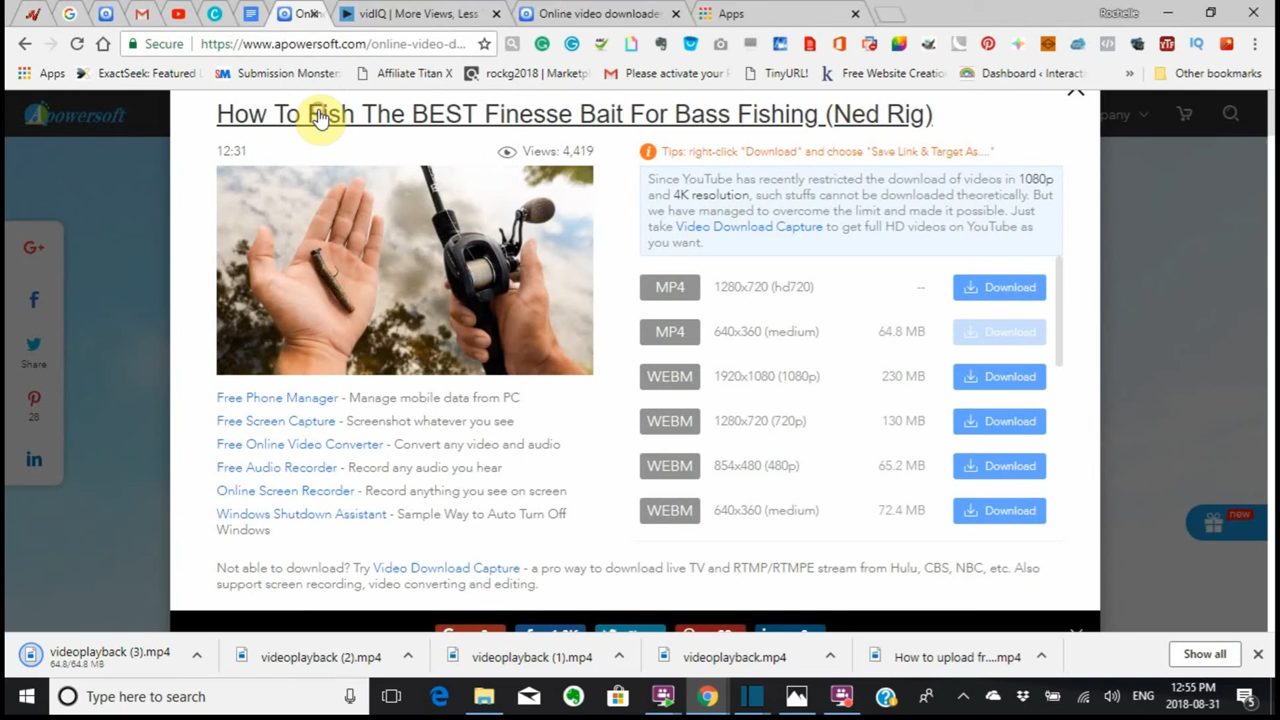 Onlin
vidIQ | More Views, Less
Online video downloade
Apps
Rochelle
Secure
https://www.apowersoft.com/online-video-d...
Apps
ExactSeek: Featured
Submission Monster
Affiliate Titan X
rockg2018 | Marketpl
Please activate your
TinyURL!
Free Website Creatio
Dashboard ‹ Interact
»
Other bookmarks
Apowersoft
pany
How To Fish The BEST Finesse Bait For Bass Fishing (Ned Rig)
12:31
Views: 4,419
Tips: right-click "Download" and choose "Save Link & Target As...."
Since YouTube has recently restricted the download of videos in 1080p
and 4K resolution, such stuffs cannot be downloaded theoretically. But
we have managed to overcome the limit and made it possible. Just
take Video Download Capture to get full HD videos on YouTube as
you want.
MP4 1280x720 (hd720) -- Download
MP4 640x360 (medium) 64.8 MB Download
WEBM 1920x1080 (1080p) 230 MB Download
WEBM 1280x720 (720p) 130 MB Download
WEBM 854x480 (480p) 65.2 MB Download
WEBM 640x360 (medium) 72.4 MB Download
Free Phone Manager - Manage mobile data from PC
Free Screen Capture - Screenshot whatever you see
Free Online Video Converter - Convert any video and audio
Free Audio Recorder - Record any audio you hear
Online Screen Recorder - Record anything you see on screen
Windows Shutdown Assistant - Sample Way to Auto Turn Off
Windows
Not able to download? Try Video Download Capture - a pro way to download live TV and RTMP/RTMPE stream from Hulu, CBS, NBC, etc. Also
support screen recording, video converting and editing.
G+
Share
28
in
new
videoplayback (3).mp4
64.8/64.8 MB
videoplayback (2).mp4
videoplayback (1).mp4
videoplayback.mp4
How to upload fr....mp4
Show all
Type here to search
ENG
12:55 PM
2018-08-31
5